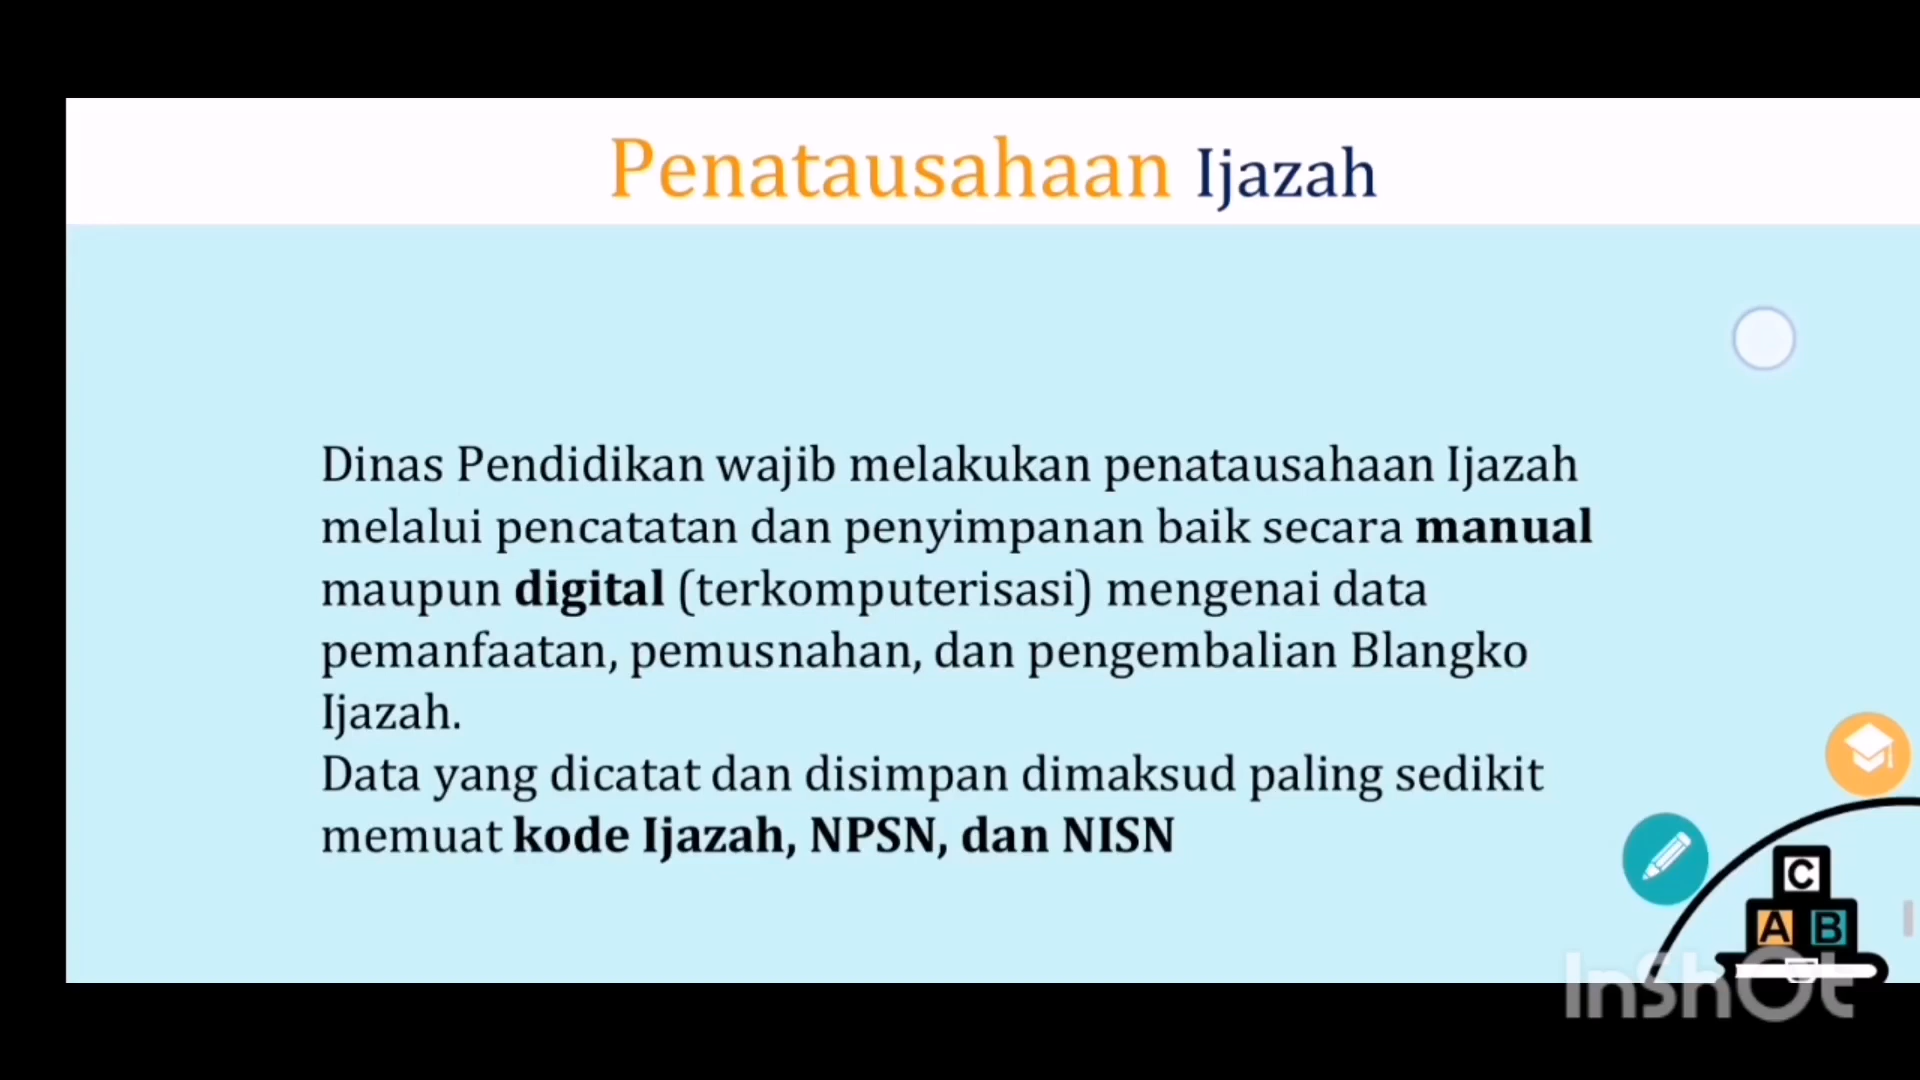 Penatausahaan Ijazah
Dinas Pendidikan wajib melakukan penatausahaan Ijazah
melalui pencatatan dan penyimpanan baik secara manual
maupun digital (terkomputerisasi) mengenai data
pemanfaatan, pemusnahan, dan pengembalian Blangko
Ijazah.
Data yang dicatat dan disimpan dimaksud paling sedikit
memuat kode Ijazah, NPSN, dan NISN
C
A B
InShOt